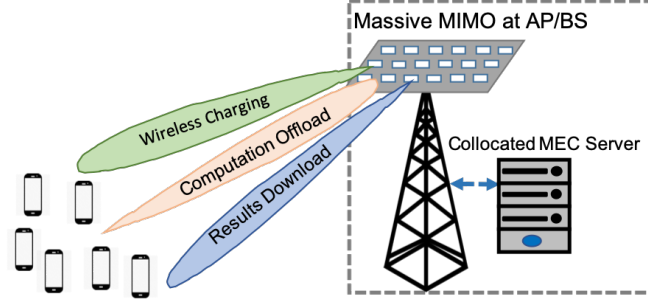 Massive MIMO at AP/BS
Wireless Charging
Computation Offload
Results Download
Collocated MEC Server